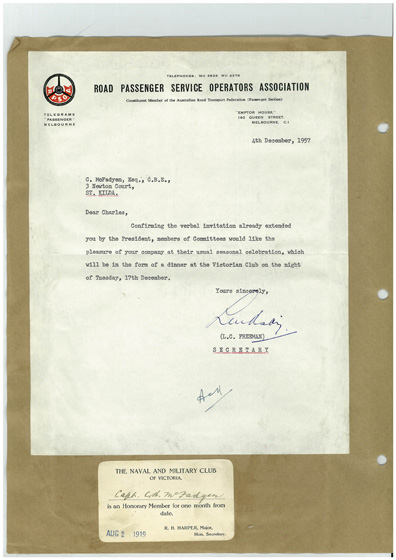 TELEPHONES: MU
ROAD PASSENGER SERVICE OPERATORS ASSOCIATION
Constituent Member of the Australian Road Transport Federation (Passenger Section)
TELEGRAMS
"PASSENGER"
MELBOURNE
"EMPTOR HOUSE,"
140 QUEEN STREET,
MELBOURNE, C.1
4th December, 1957
C. McFadyen, Esq., O.B.E.,
3 Newton Court,
ST. KILDA.
Dear Charles,
Confirming the verbal invitation already extended
you by the President, members of Committees would like the
pleasure of your company at their usual seasonal celebration, which
will be in the form of a dinner at the Victorian Club on the night
of Tuesday, 17th December.
Yours sincerely,
(L.C. FREEMAN)
SECRETARY
THE NAVAL AND MILITARY CLUB
OF VICTORIA.
Capt. C. A. McFadyen
is an Honorary Member for one month from
date.
R. H. HARPER, Major,
AUG 2 1919
Hon. Secretary.